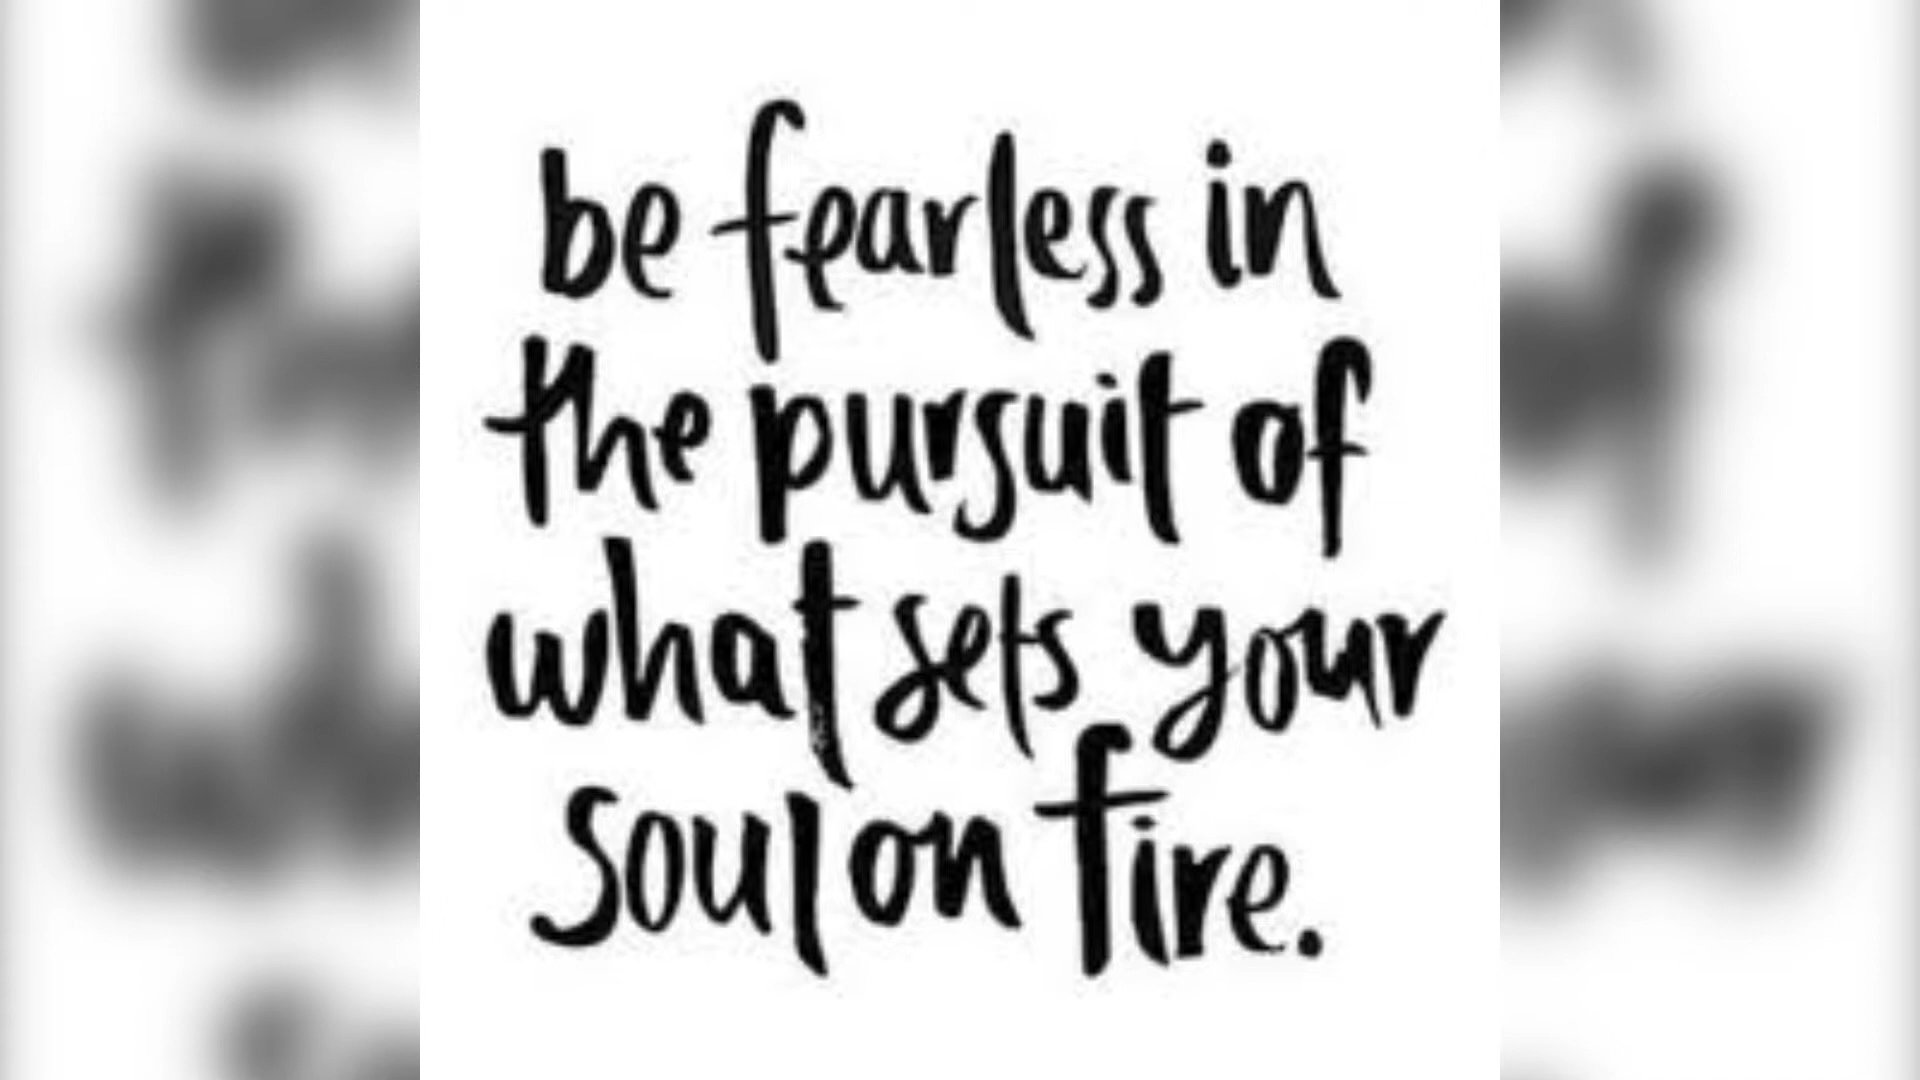 be fearless in
the pursuit of
what sets your
soul on fire.